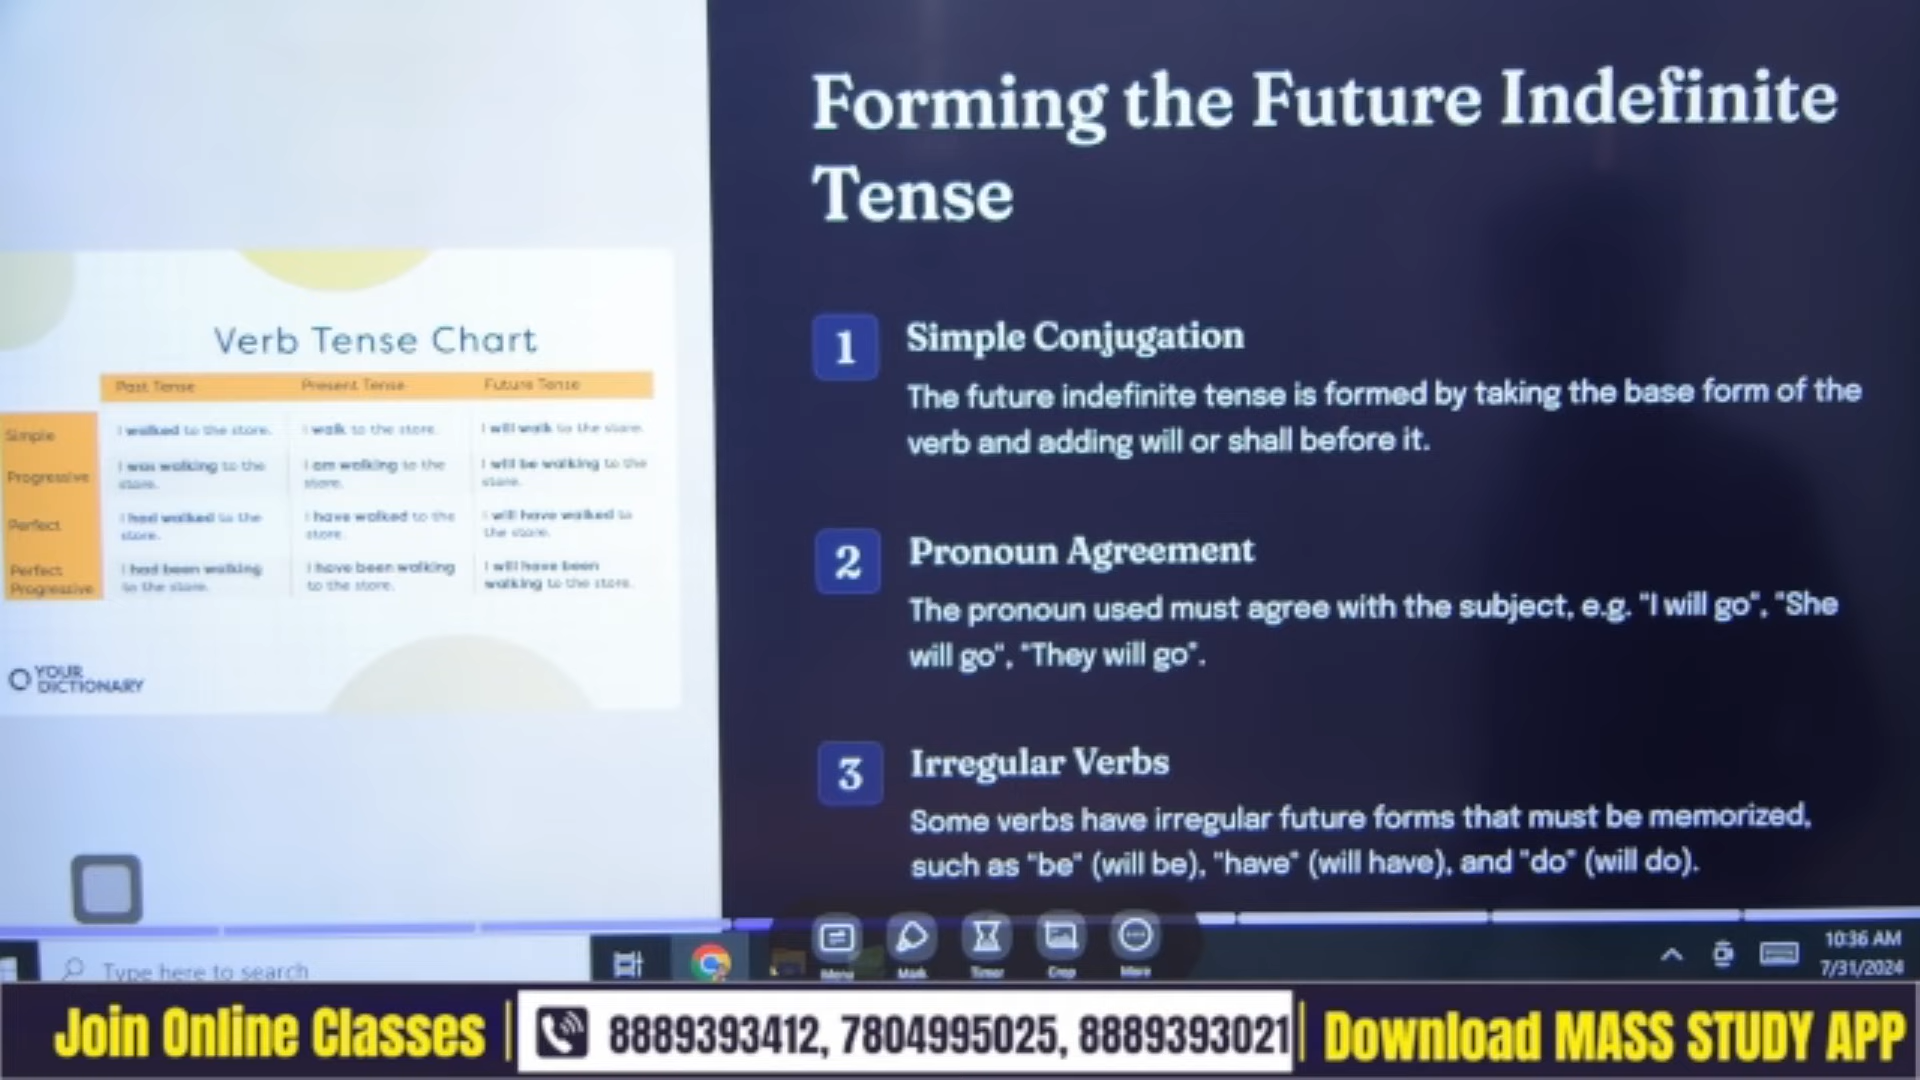 Forming the Future Indefinite
Tense
1 Simple Conjugation
The future indefinite tense is formed by taking the base form of the
verb and adding will or shall before it.
2 Pronoun Agreement
The pronoun used must agree with the subject, e.g. "I will go", "She
will go", "They will go".
3 Irregular Verbs
Some verbs have irregular future forms that must be memorized,
such as "be" (will be), "have" (will have), and "do" (will do).
Verb Tense Chart
Past Tense Present Tense Future Tense
Simple
I walked to the store. I walk to the store. I will walk to the store.
Progressive
I was walking to the I am walking to the I will be walking to the
store. store. store.
Perfect
I had walked to the I have walked to the I will have walked to
store. store. the store.
Perfect
Progressive
I had been walking I have been walking I will have been
to the store. to the store. walking to the store.
YOUR
DICTIONARY
Menu Mark Timer Crop More
Type here to search
10:36 AM
7/31/2024
Join Online Classes 8889393412, 7804995025, 8889393021 Download MASS STUDY APP